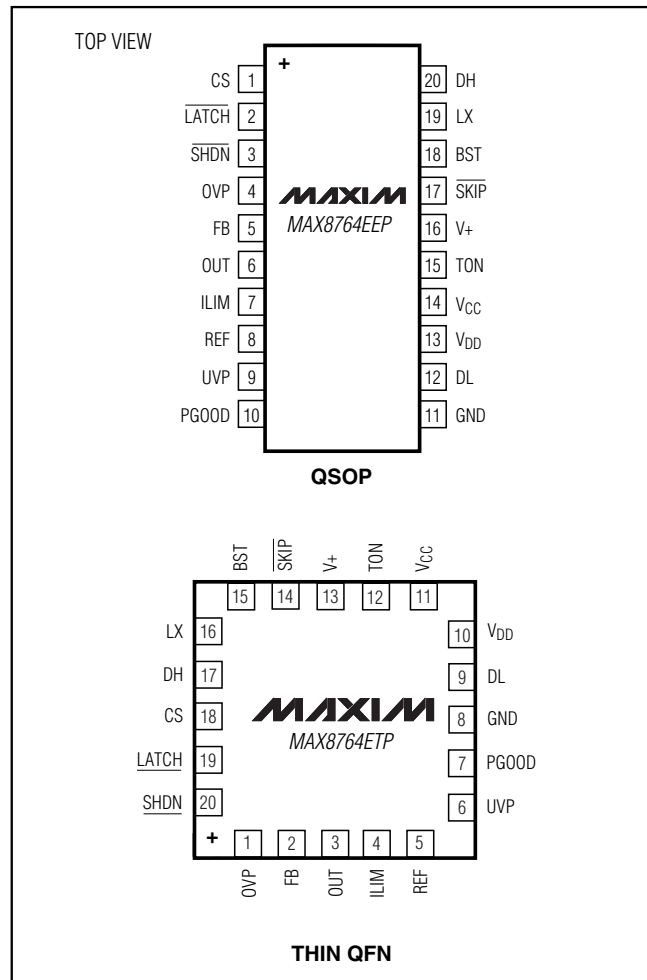 TOP VIEW
+
CS 1
LATCH 2
SHDN 3
OVP 4
FB 5
OUT 6
ILIM 7
REF 8
UVP 9
PGOOD 10
MAXIM
MAX8764EEP
20 DH
19 LX
18 BST
17 SKIP
16 V+
15 TON
14 VCC
13 VDD
12 DL
11 GND
QSOP
BST SKIP V+ TON VCC
15 14 13 12 11
LX 16
DH 17
CS 18
LATCH 19
SHDN 20
MAXIM
MAX8764ETP
10 VDD
9 DL
8 GND
7 PGOOD
6 UVP
+ 1 2 3 4 5
OVP FB OUT ILIM REF
THIN QFN